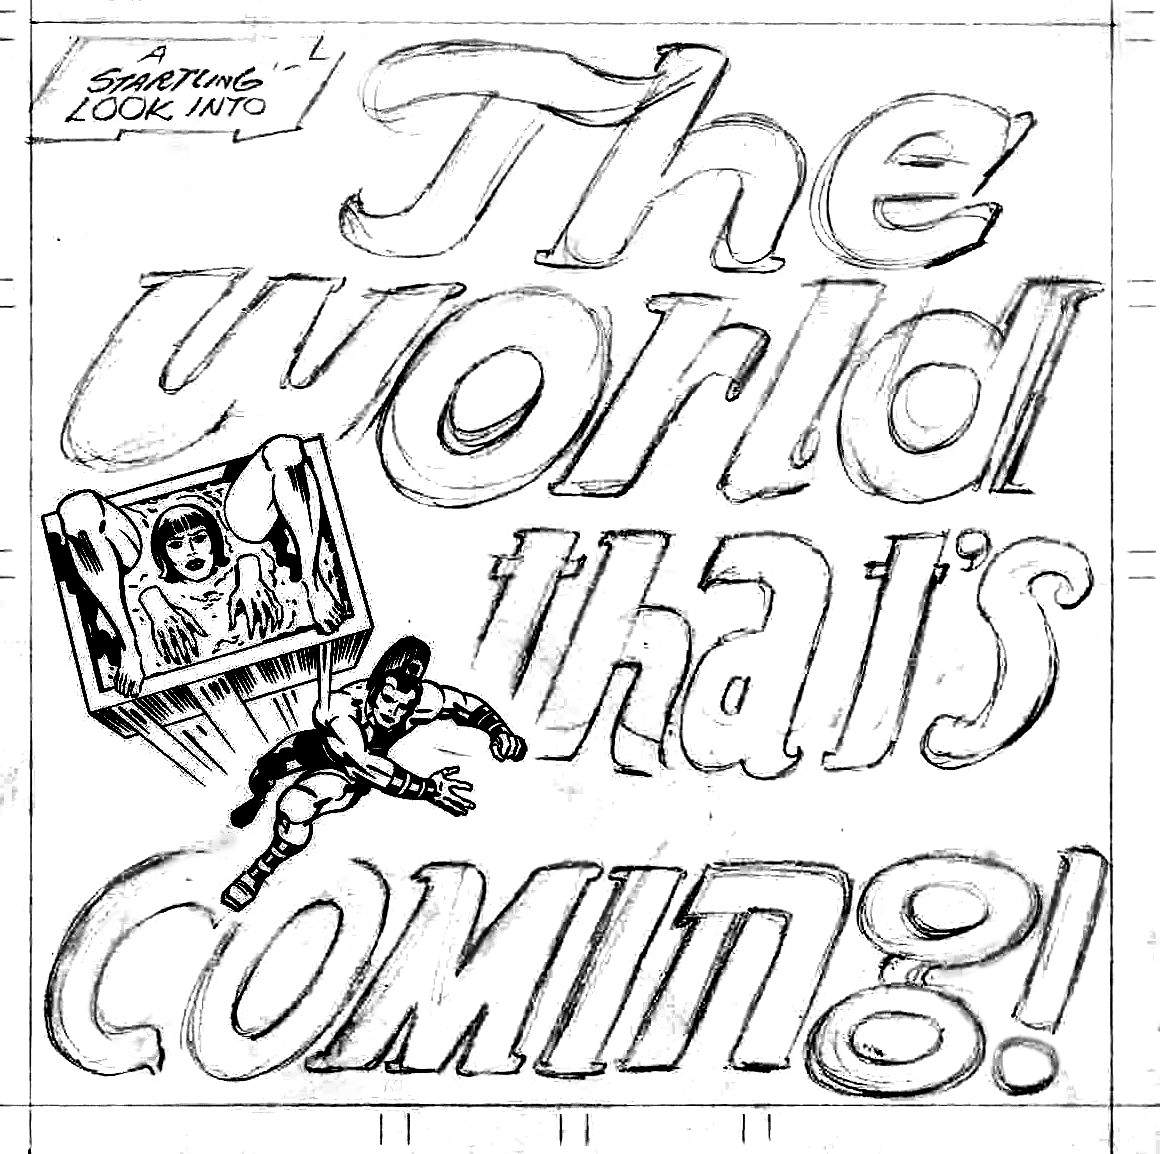 A
STARTLING
LOOK INTO
The
world
that's
COMINg!